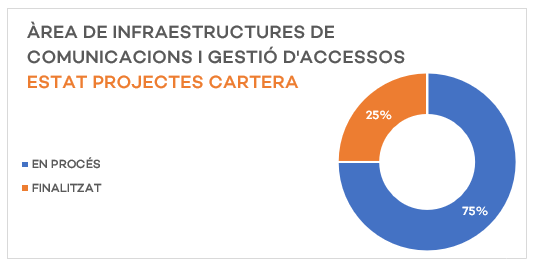 ÀREA DE INFRAESTRUCTURES DE
COMUNICACIONS I GESTIÓ D'ACCESSOS
ESTAT PROJECTES CARTERA
25%
EN PROCÉS
FINALITZAT
75%